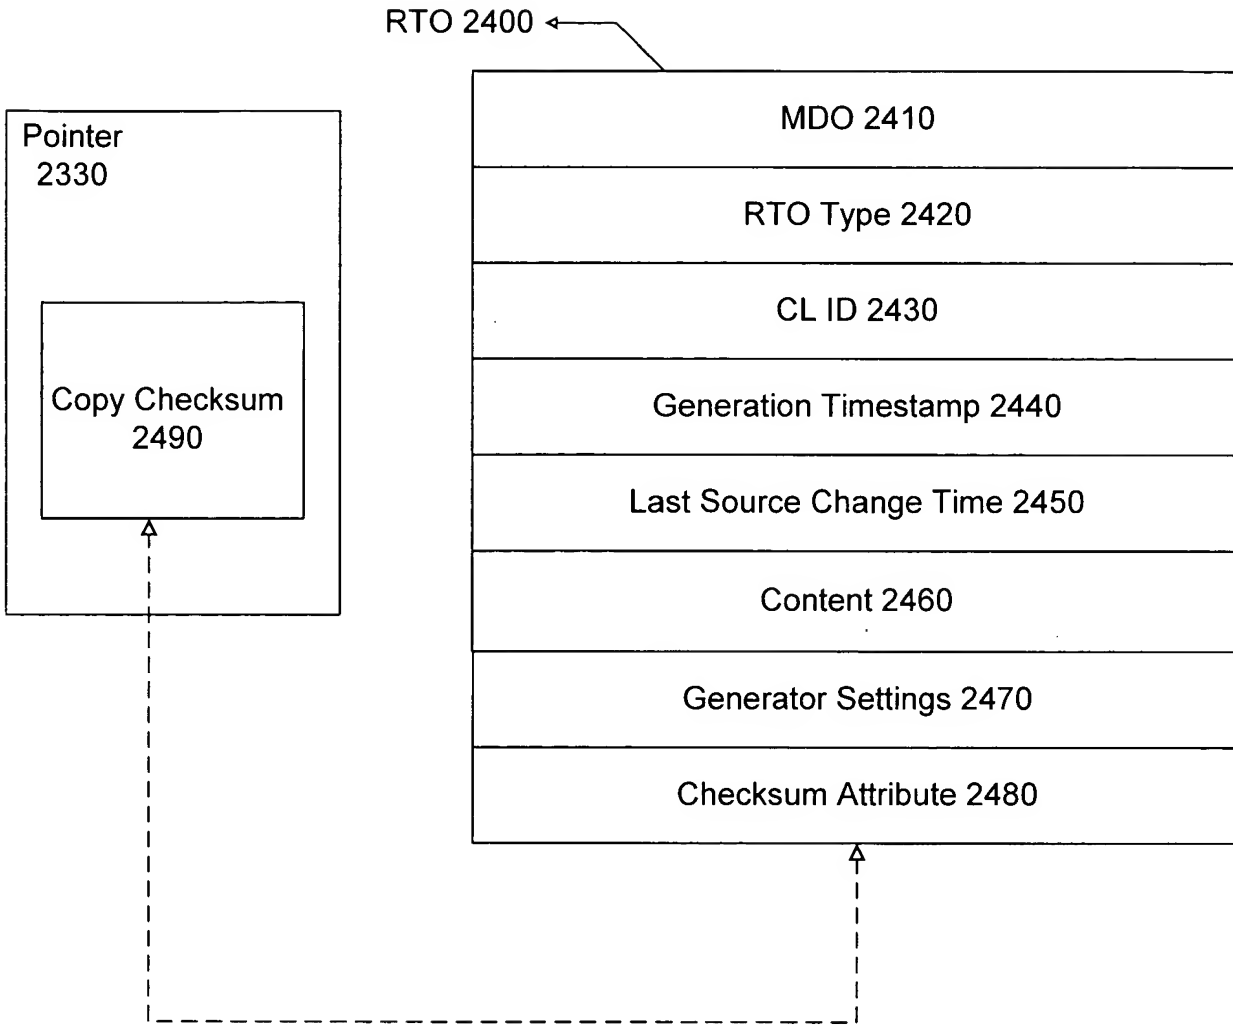 RTO 2400
Pointer
2330
Copy Checksum
2490
MDO 2410
RTO Type 2420
CL ID 2430
Generation Timestamp 2440
Last Source Change Time 2450
Content 2460
Generator Settings 2470
Checksum Attribute 2480